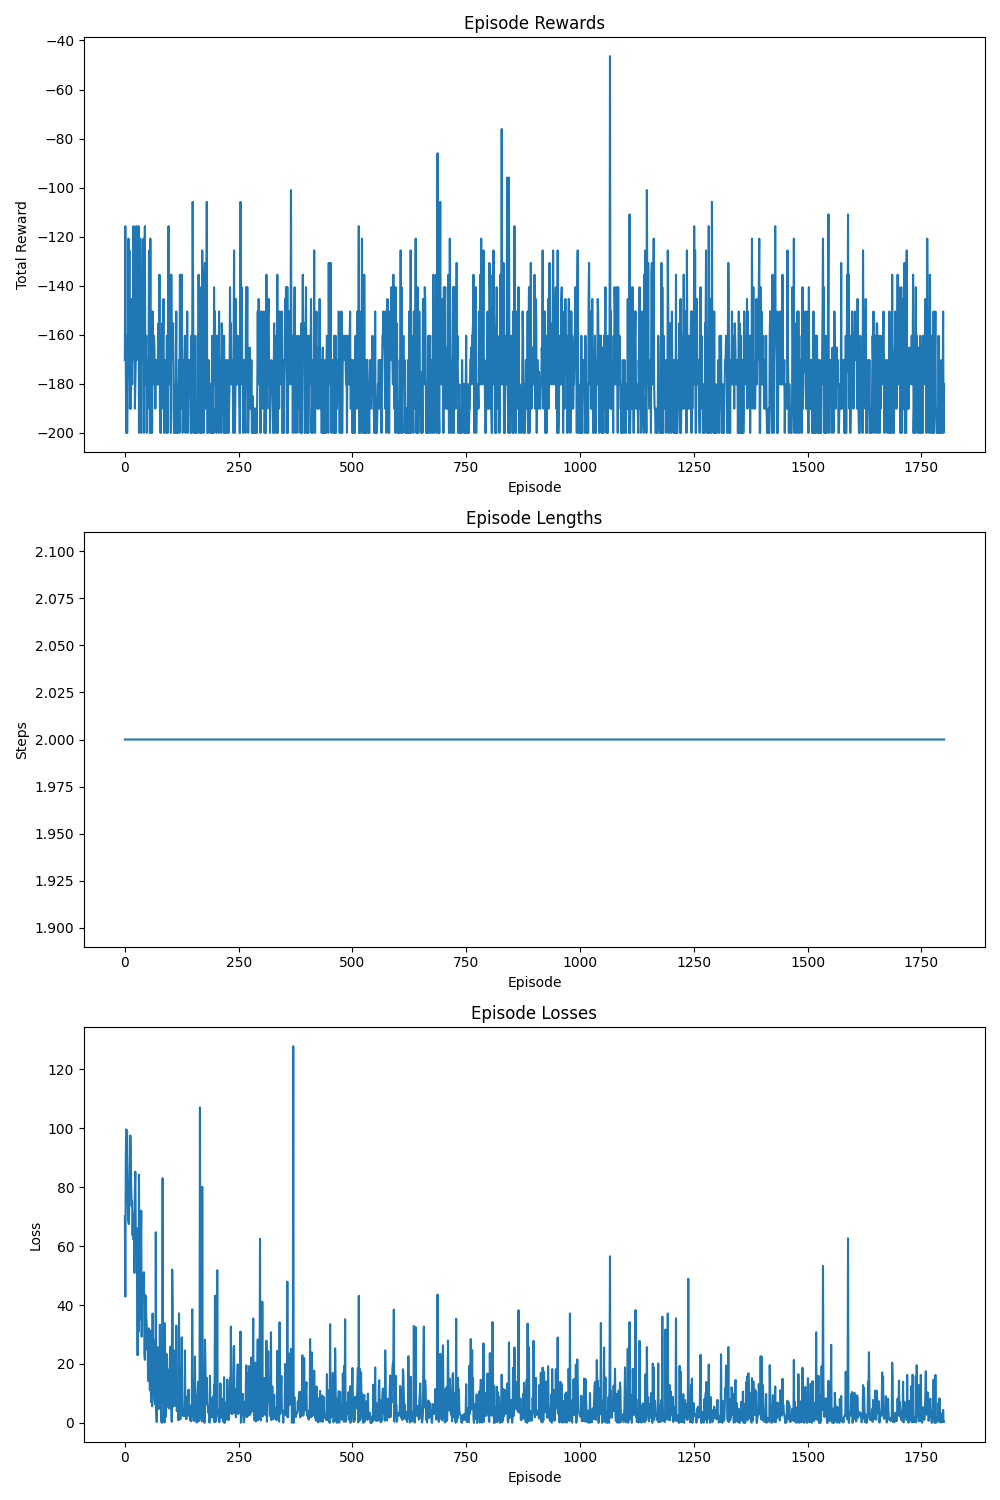 Episode Rewards
−40
−60
−80
−100
−120
−140
−160
−180
−200
Total Reward
0 250 500 750 1000 1250 1500 1750
Episode
Episode Lengths
2.100
2.075
2.050
2.025
2.000
1.975
1.950
1.925
1.900
Steps
0 250 500 750 1000 1250 1500 1750
Episode
Episode Losses
120
100
80
60
40
20
0
Loss
0 250 500 750 1000 1250 1500 1750
Episode